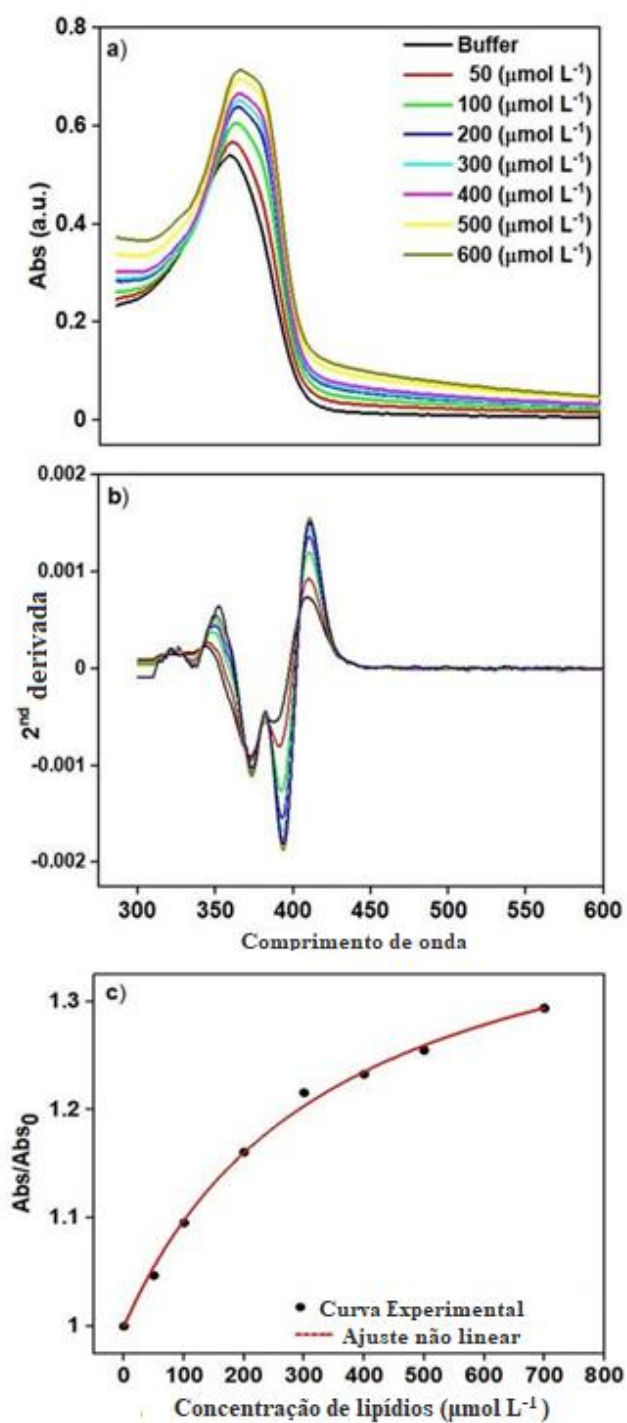 a)
Buffer
50 (µmol L-1)
100 (µmol L-1)
200 (µmol L-1)
300 (µmol L-1)
400 (µmol L-1)
500 (µmol L-1)
600 (µmol L-1)
0.8
0.6
0.4
0.2
0
Abs (a.u.)
b)
0.002
0.001
0
-0.001
-0.002
2nd derivada
300 350 400 450 500 550 600
Comprimento de onda
c)
1.3
1.2
1.1
1
Abs/Abs0
Curva Experimental
Ajuste não linear
0 100 200 300 400 500 600 700 800
Concentração de lipídios (µmol L-1)